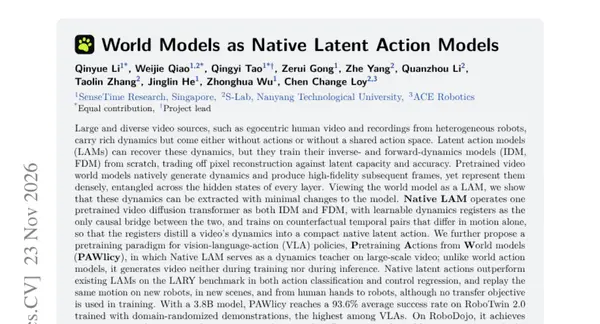 World Models as Native Latent Action Models
Qinyue Li1*, Weijie Qiao1,2*, Qingyi Tao1*†, Zerui Gong1, Zhe Yang2, Quanzhou Li2,
Taolin Zhang2, Jinglin He1, Zhonghua Wu1, Chen Change Loy2,3
1SenseTime Research, Singapore, 2S-Lab, Nanyang Technological University, 3ACE Robotics
*Equal contribution, †Project lead
Large and diverse video sources, such as egocentric human video and recordings from heterogeneous robots,
carry rich dynamics but come either without actions or without a shared action space. Latent action models
(LAMs) can recover these dynamics, but they train their inverse- and forward-dynamics models (IDM,
FDM) from scratch, trading off pixel reconstruction against latent capacity and accuracy. Pretrained video
world models natively generate dynamics and produce high-fidelity subsequent frames, yet represent them
densely, entangled across the hidden states of every layer. Viewing the world model as a LAM, we show
that these dynamics can be extracted with minimal changes to the model. Native LAM operates one
pretrained video diffusion transformer as both IDM and FDM, with learnable dynamics registers as the
only causal bridge between the two, and trains on counterfactual temporal pairs that differ in motion alone,
so that the registers distill a video's dynamics into a compact native latent action. We further propose a
pretraining paradigm for vision-language-action (VLA) policies, Pretraining Actions from World models
(PAWlicy), in which Native LAM serves as a dynamics teacher on large-scale video; unlike world-action
models, it generates video neither during training nor during inference. Native latent actions outperform
existing LAMs on the LARY benchmark in both action classification and control regression, and replay the
same motion on new robots, in new scenes, and from human hands to robots, although no transfer objective
is used in training. With a 3.8B model, PAWlicy reaches a 93.6% average success rate on RoboTwin 2.0
trained with domain-randomized demonstrations, the highest among VLAs. On RoboDojo, it achieves
s.CV] 23 Nov 2026